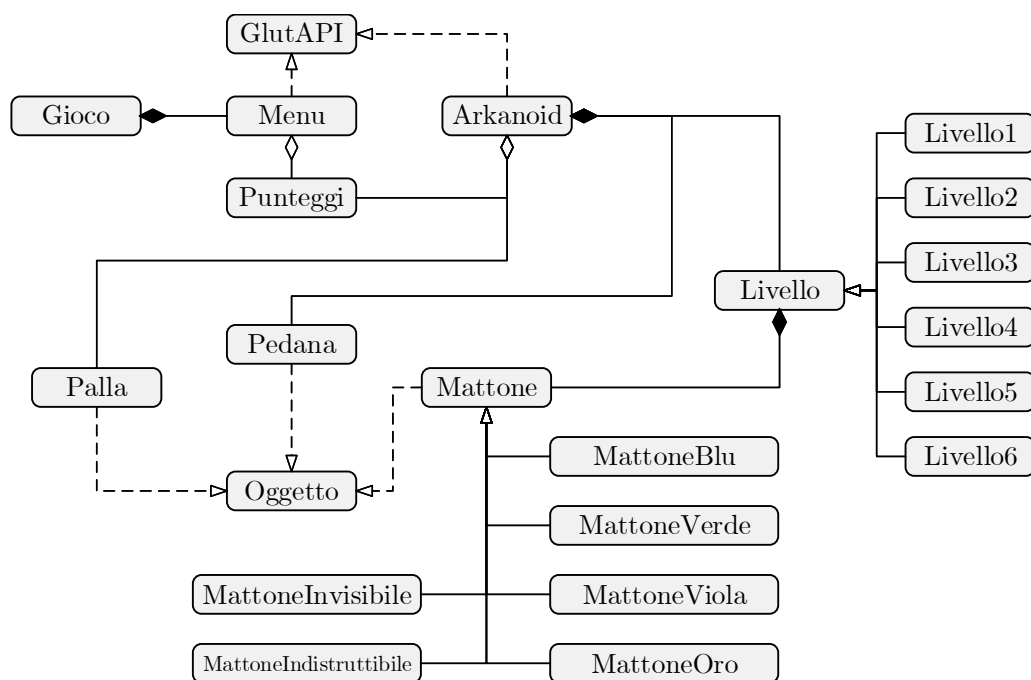 GlutAPI
Gioco
Menu
Arkanoid
Livello1
Punteggi
Livello2
Livello3
Livello
Livello4
Pedana
Palla
Mattone
Livello5
MattoneBlu
Livello6
Oggetto
MattoneVerde
MattoneInvisibile
MattoneViola
MattoneIndistruttibile
MattoneOro